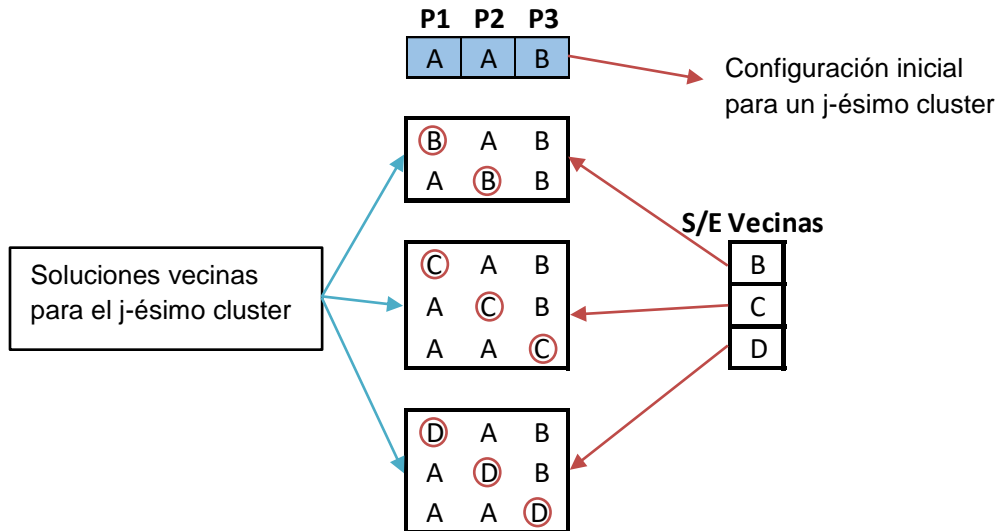 P1 P2 P3
A A B
Configuración inicial
para un j-ésimo cluster
B A B
A B B
S/E Vecinas
B
C
D
Soluciones vecinas
para el j-ésimo cluster
C A B
A C B
A A C
D A B
A D B
A A D